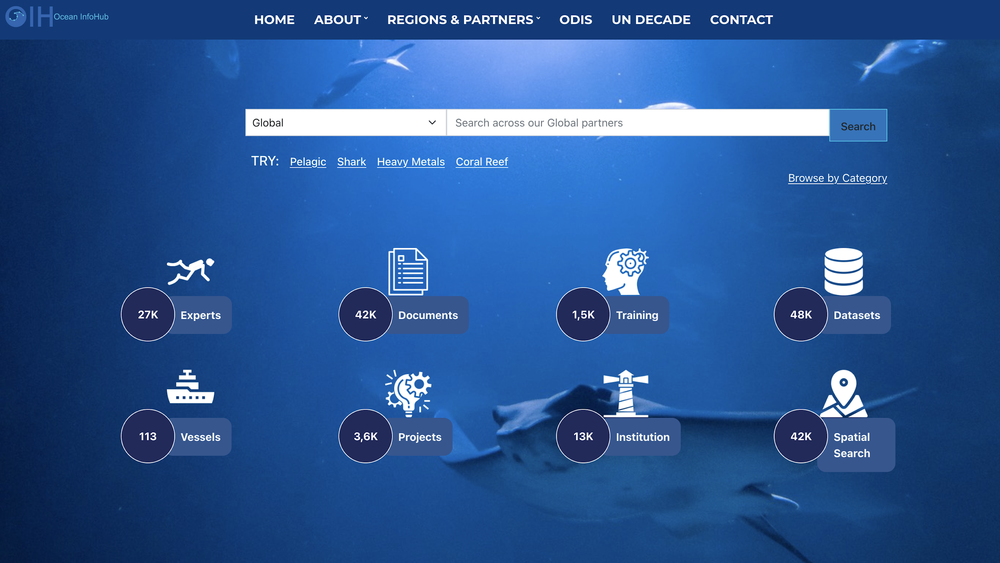 OIH Ocean InfoHub
HOME ABOUT REGIONS & PARTNERS ODIS UN DECADE CONTACT
Global Search across our Global partners Search
TRY: Pelagic Shark Heavy Metals Coral Reef
Browse by Category
27K Experts 42K Documents 1,5K Training 48K Datasets
113 Vessels 3,6K Projects 13K Institution 42K Spatial
Search